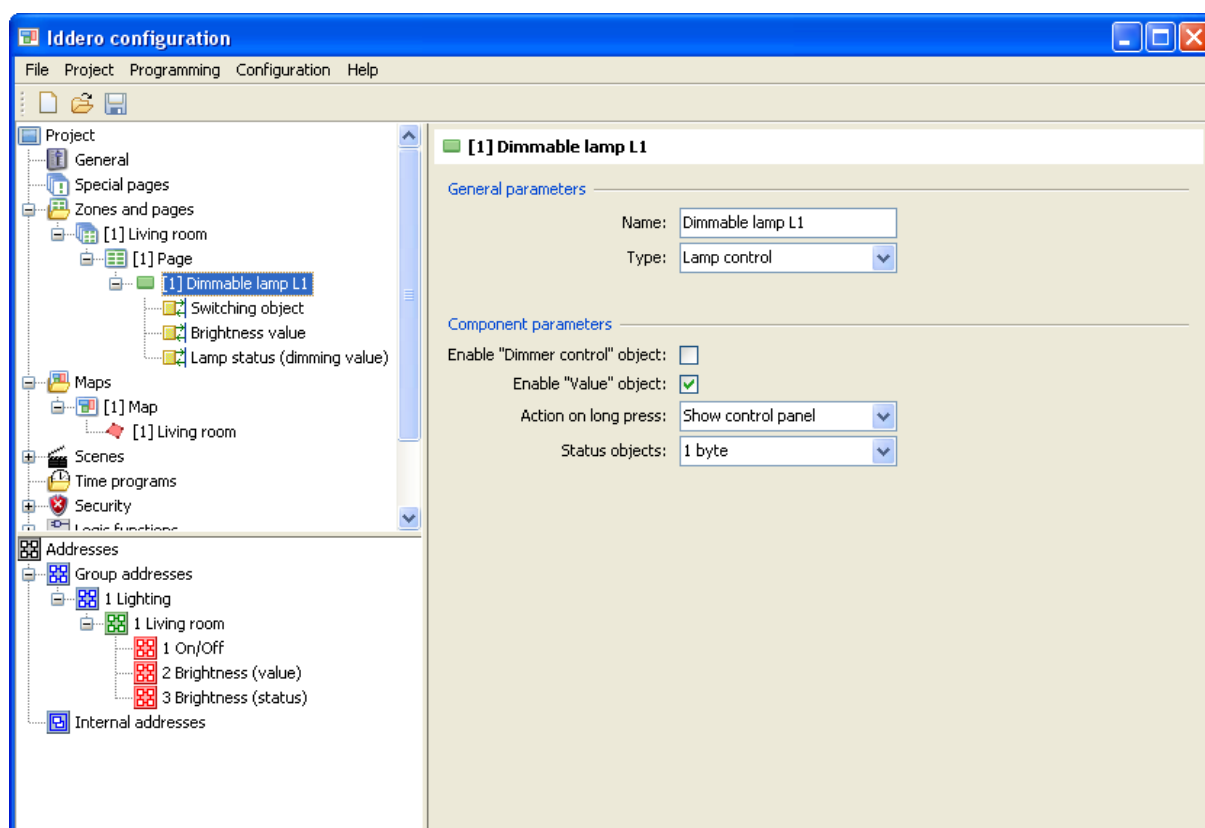 Iddero configuration
File Project Programming Configuration Help
Project
General
Special pages
Zones and pages
[1] Living room
[1] Page
[1] Dimmable lamp L1
Switching object
Brightness value
Lamp status (dimming value)
Maps
[1] Map
[1] Living room
Scenes
Time programs
Security
Logic functions
Addresses
Group addresses
1 Lighting
1 Living room
1 On/Off
2 Brightness (value)
3 Brightness (status)
Internal addresses
[1] Dimmable lamp L1
General parameters
Name: Dimmable lamp L1
Type: Lamp control
Component parameters
Enable "Dimmer control" object:
Enable "Value" object:
Action on long press: Show control panel
Status objects: 1 byte